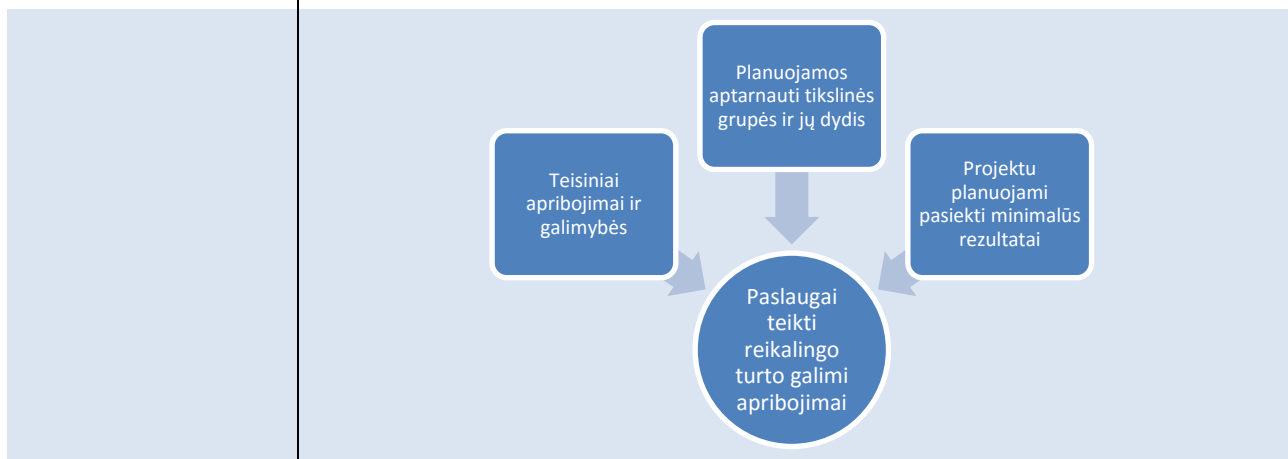 Planuojamos
aptarnauti tikslinės
grupės ir jų dydis
Teisiniai
apribojimai ir
galimybės
Projektu
planuojami
pasiekti minimalūs
rezultatai
Paslaugai
teikti
reikalingo
turto galimi
apribojimai